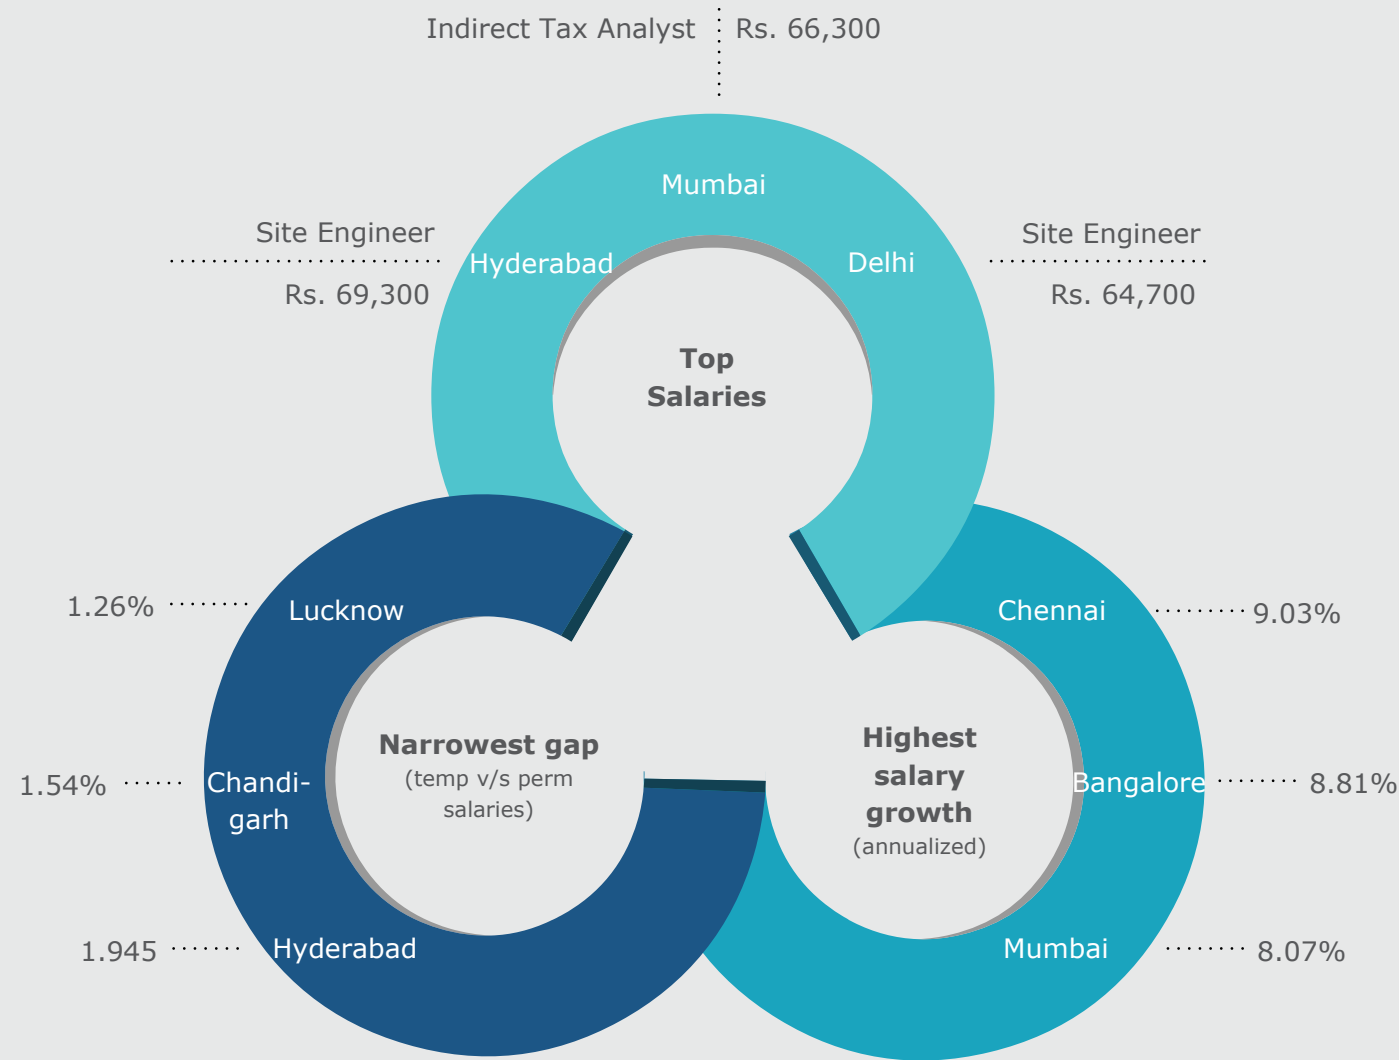 Indirect Tax Analyst Rs. 66,300
Mumbai
Site Engineer
Hyderabad
Rs. 69,300
Delhi
Site Engineer
Rs. 64,700
Top
Salaries
1.26%
Lucknow
1.54%
Chandi-
garh
1.945
Hyderabad
Narrowest gap
(temp v/s perm
salaries)
Highest
salary
growth
(annualized)
Chennai
9.03%
Bangalore
8.81%
Mumbai
8.07%